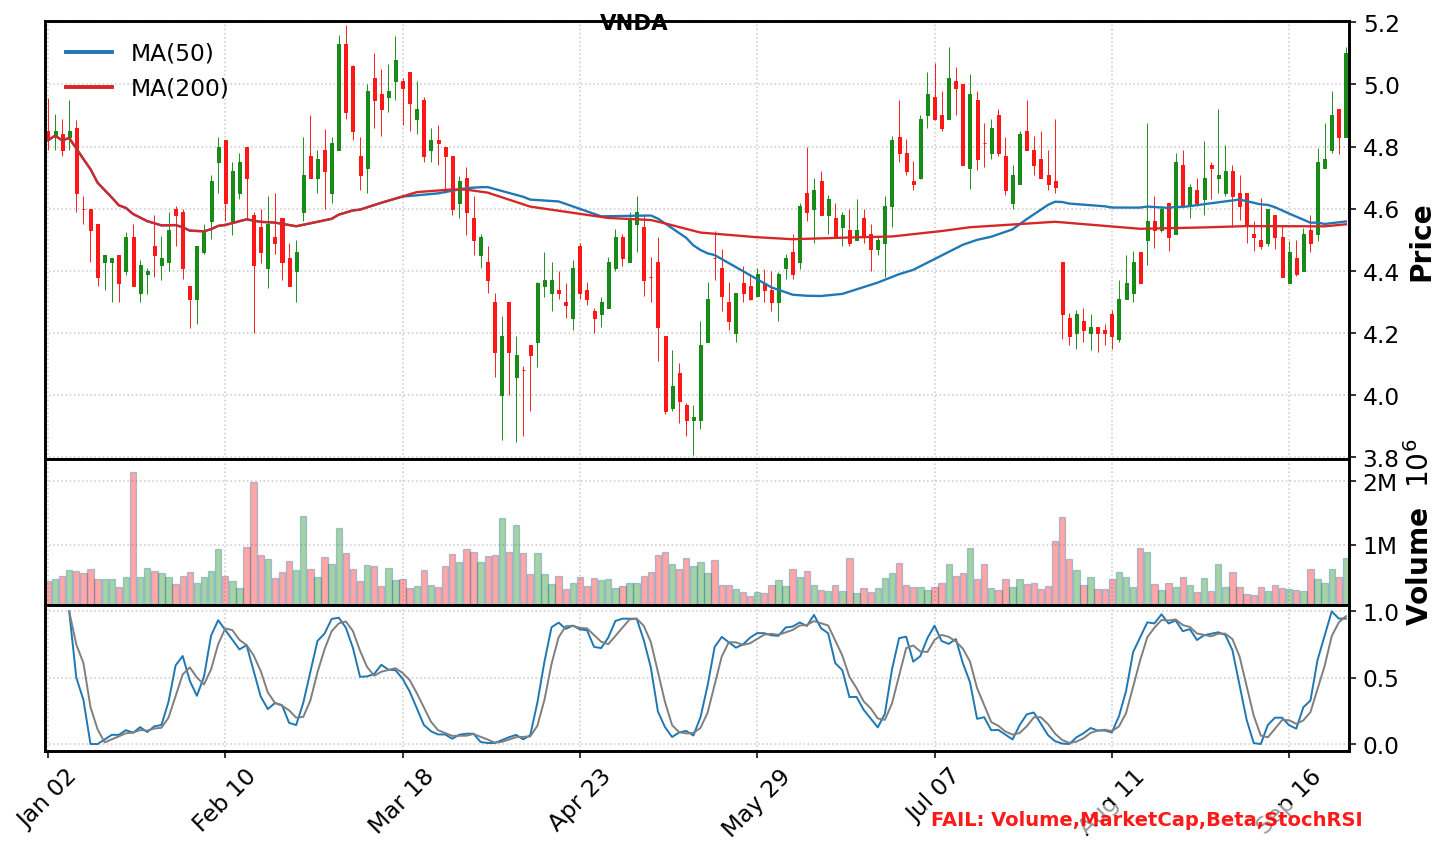 VNDA
MA(50)
MA(200)
5.2
5.0
4.8
4.6
4.4
4.2
4.0
3.8
Price
2M
1M
Volume 10^6
1.0
0.5
0.0
Jan 02
Feb 10
Mar 18
Apr 23
May 29
Jul 07
Aug 11
Sep 16
FAIL: Volume,MarketCap,Beta,StochRSI